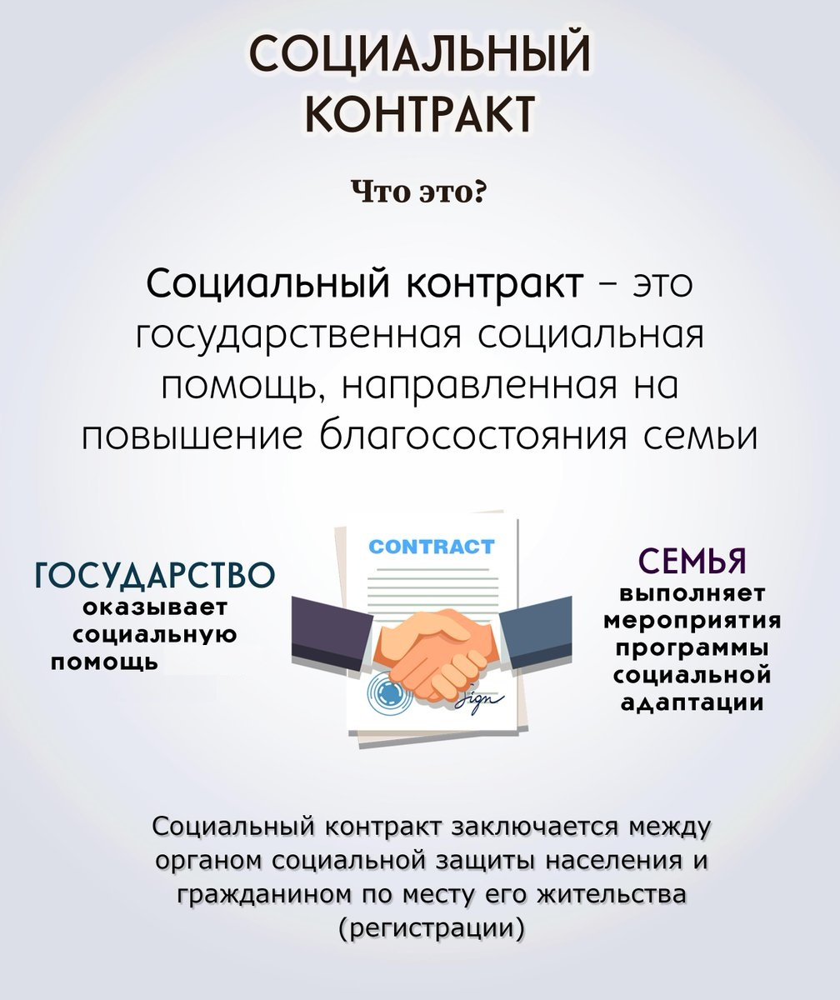 СОЦИАЛЬНЫЙ
КОНТРАКТ
Что это?
Социальный контракт – это
государственная социальная
помощь, направленная на
повышение благосостояния семьи
ГОСУДАРСТВО
оказывает
социальную
помощь
CONTRACT
Sign
СЕМЬЯ
выполняет
мероприятия
программы
социальной
адаптации
Социальный контракт заключается между
органом социальной защиты населения и
гражданином по месту его жительства
(регистрации)